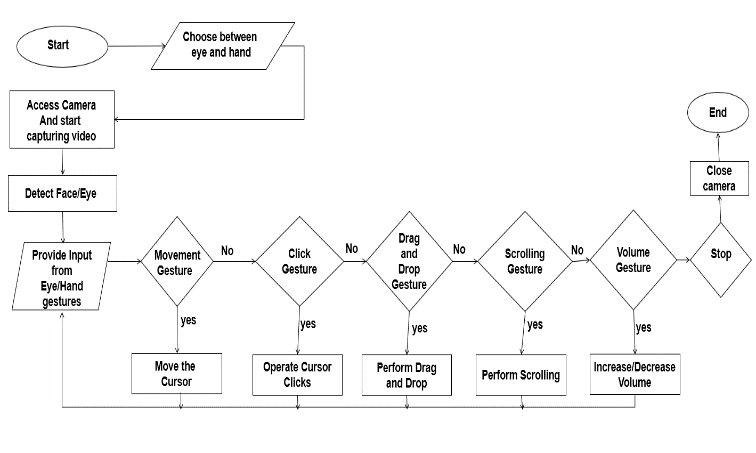 Start
Choose between
eye and hand
Access Camera
And start
capturing video
End
Close
camera
Detect Face/Eye
Provide Input
from
Eye/Hand
gestures
Movement
Gesture
No
Click
Gesture
No
Drag
and
Drop
Gesture
No
Scrolling
Gesture
No
Volume
Gesture
Stop
yes
yes
yes
yes
yes
Move the
Cursor
Operate Cursor
Clicks
Perform Drag
and Drop
Perform Scrolling
Increase/Decrease
Volume